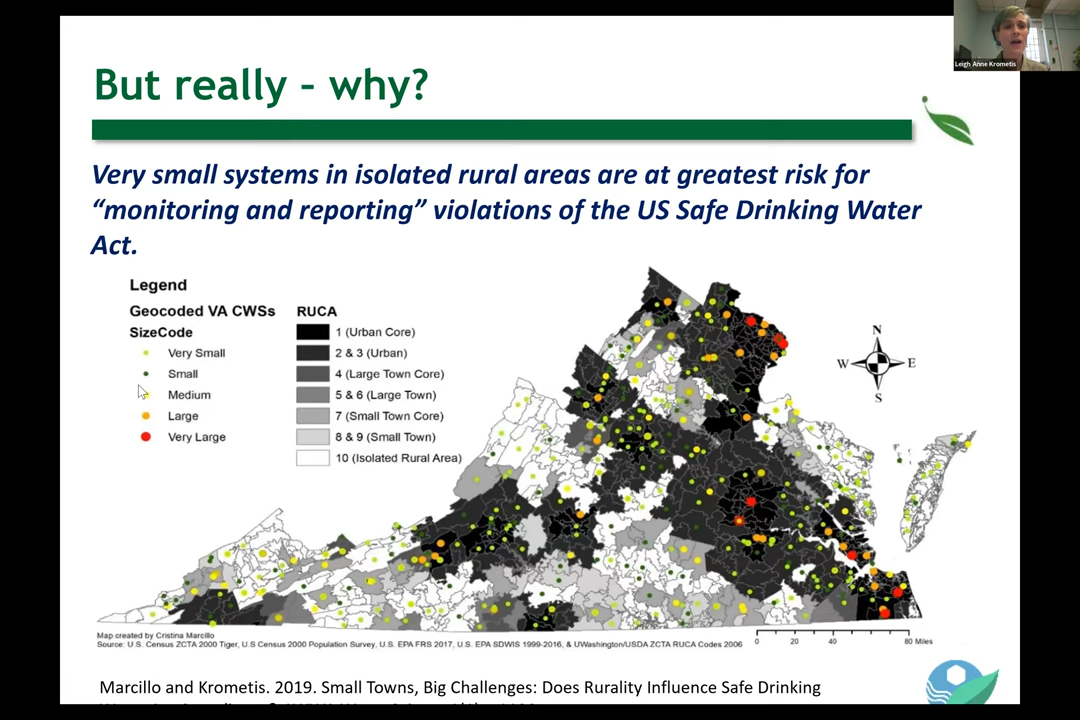 Leigh Anne Krometis
But really – why?
Very small systems in isolated rural areas are at greatest risk for
“monitoring and reporting” violations of the US Safe Drinking Water
Act.
Legend
Geocoded VA CWSs
SizeCode
Very Small
Small
Medium
Large
Very Large
RUCA
1 (Urban Core)
2 & 3 (Urban)
4 (Large Town Core)
5 & 6 (Large Town)
7 (Small Town Core)
8 & 9 (Small Town)
10 (Isolated Rural Area)
N
W E
S
Map created by Cristina Marcillo
Source: U.S. Census ZCTA 2000 Tiger, U.S Census 2000 Population Survey, U.S. EPA FRS 2017, U.S. EPA SDWIS 1999-2016, & UWashington/USDA ZCTA RUCA Codes 2006
0 20 40 80 Miles
Marcillo and Krometis. 2019. Small Towns, Big Challenges: Does Rurality Influence Safe Drinking